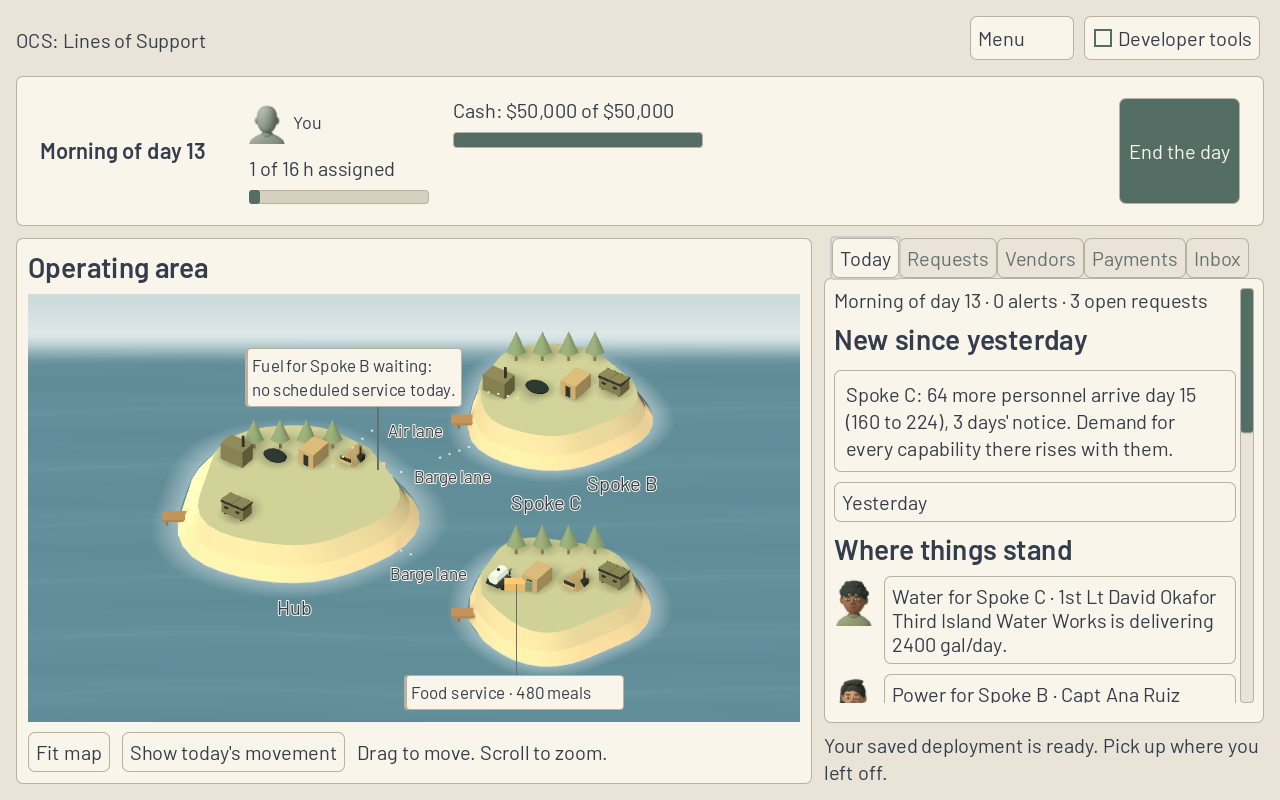 OCS: Lines of Support
Menu
Developer tools
Morning of day 13
You
1 of 16 h assigned
Cash: $50,000 of $50,000
End the day
Operating area
Fuel for Spoke B waiting:
no scheduled service today.
Air lane
Barge lane
Spoke B
Spoke C
Barge lane
Hub
Food service · 480 meals
Fit map
Show today's movement
Drag to move. Scroll to zoom.
Today
Requests
Vendors
Payments
Inbox
Morning of day 13 · 0 alerts · 3 open requests
New since yesterday
Spoke C: 64 more personnel arrive day 15
(160 to 224), 3 days' notice. Demand for
every capability there rises with them.
Yesterday
Where things stand
Water for Spoke C · 1st Lt David Okafor
Third Island Water Works is delivering
2400 gal/day.
Power for Spoke B · Capt Ana Ruiz
Your saved deployment is ready. Pick up where you
left off.